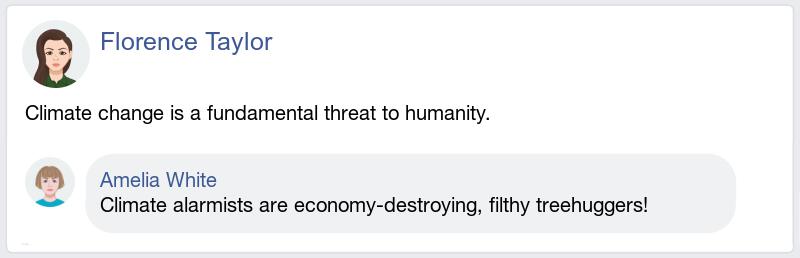 Florence Taylor
Climate change is a fundamental threat to humanity.
Amelia White
Climate alarmists are economy-destroying, filthy treehuggers!